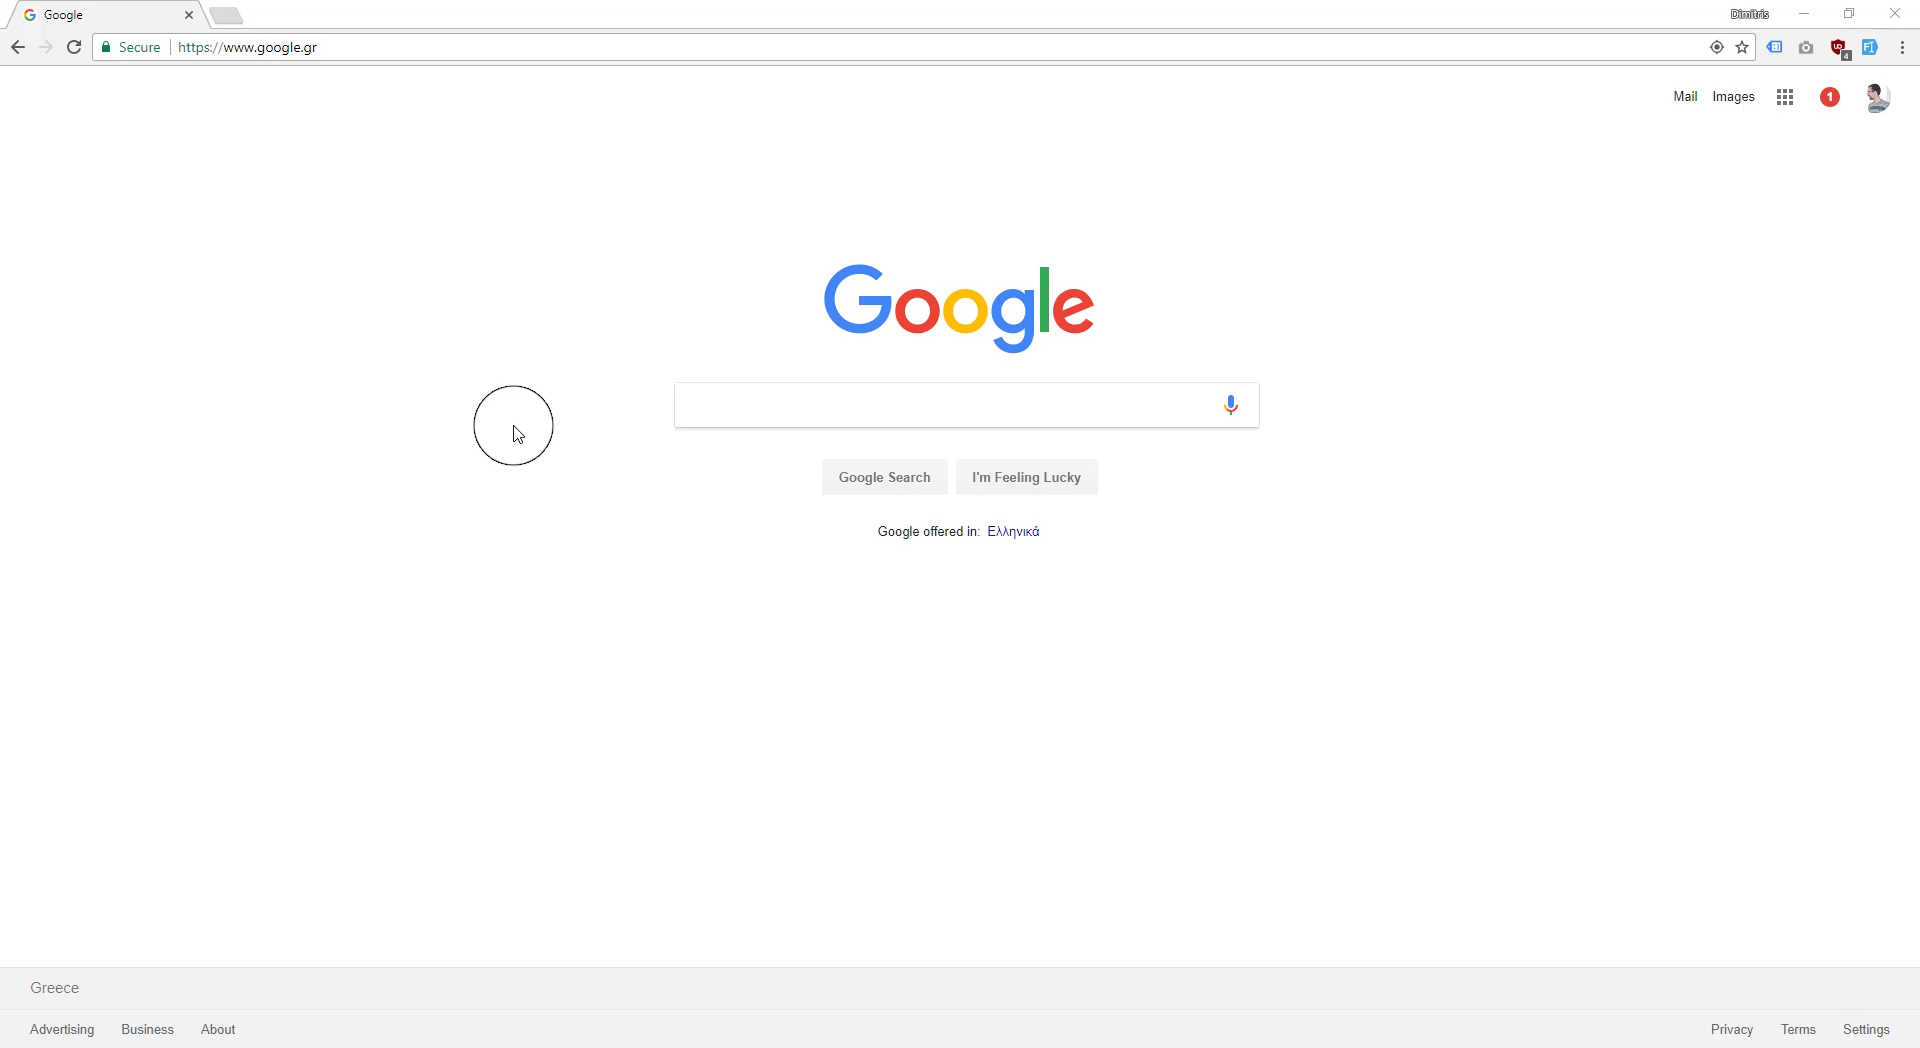 Google
Dimitris
Secure https://www.google.gr
4
Mail Images 1
Google
Google Search I'm Feeling Lucky
Google offered in: Ελληνικά
Greece
Advertising Business About Privacy Terms Settings